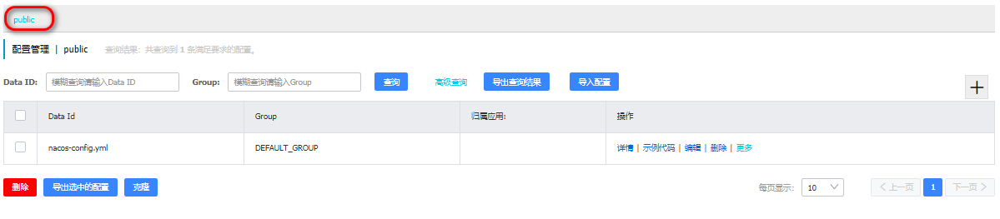 public
配置管理 | public 查询结果：共查询到 1 条满足要求的配置。
Data ID: 模糊查询请输入Data ID Group: 模糊查询请输入Group 查询 高级查询 导出查询结果 导入配置 +
Data Id Group 归属应用: 操作
nacos-config.yml DEFAULT_GROUP 详情 | 示例代码 | 编辑 | 删除 | 更多
删除 导出选中的配置 克隆 每页显示: 10 < 上一页 1 下一页 >